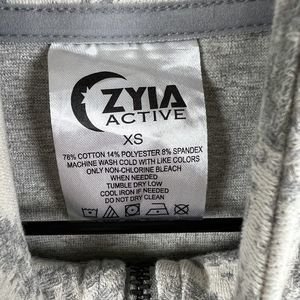 ZYIA
ACTIVE
XS
78% COTTON 14% POLYESTER 8% SPANDEX
MACHINE WASH COLD WITH LIKE COLORS
ONLY NON-CHLORINE BLEACH
WHEN NEEDED
TUMBLE DRY LOW
COOL IRON IF NEEDED
DO NOT DRY CLEAN